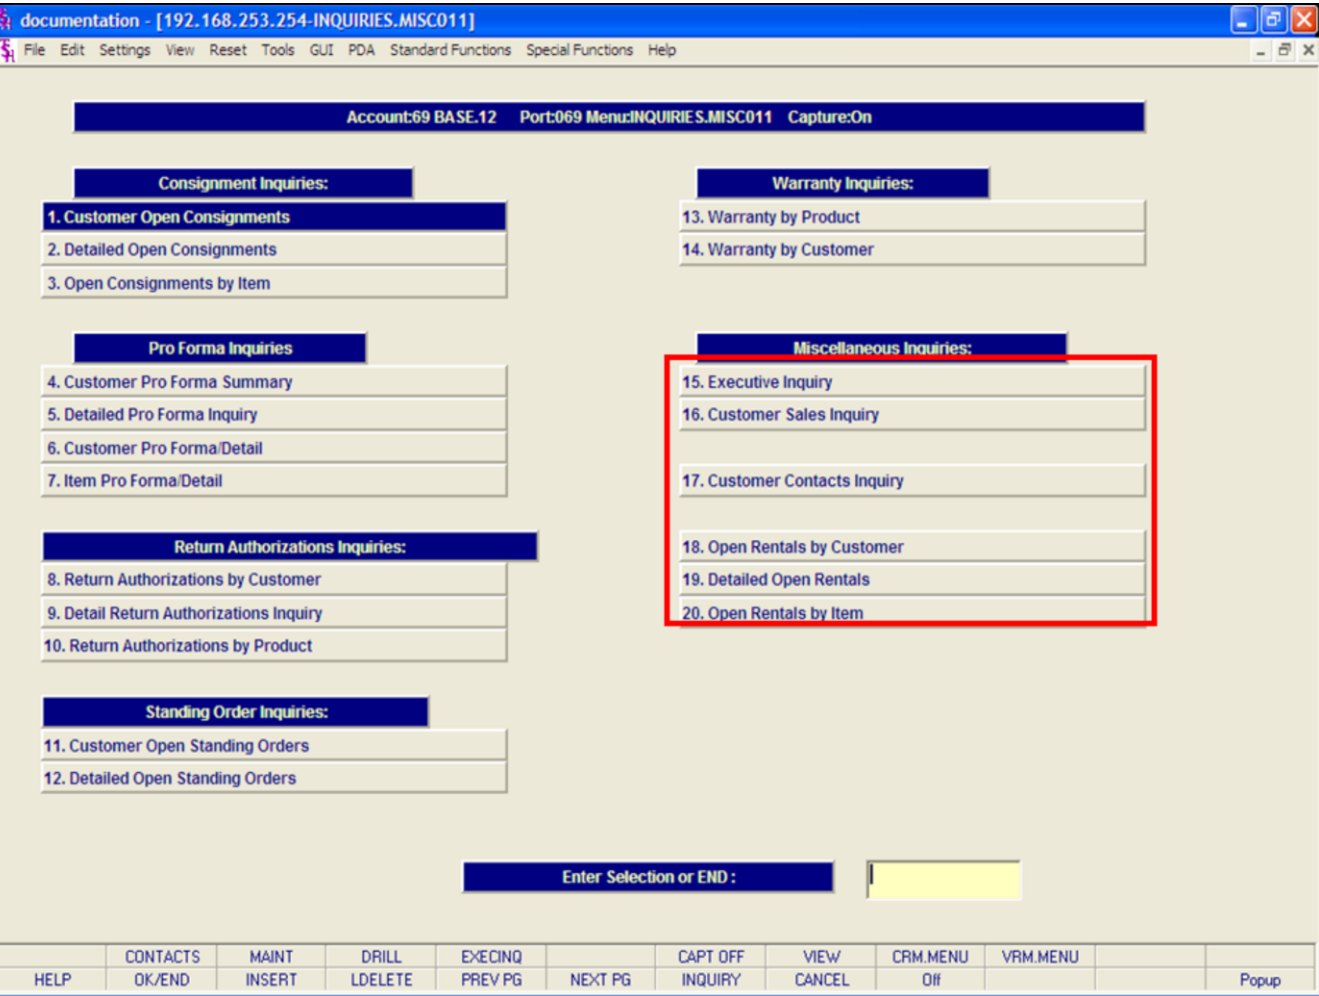 documentation - [192.168.253.254-INQUIRIES.MISC011]
File Edit Settings View Reset Tools GUI PDA Standard Functions Special Functions Help
Account:69 BASE.12 Port:069 Menu:INQUIRIES.MISC011 Capture:On
Consignment Inquiries:
1. Customer Open Consignments
2. Detailed Open Consignments
3. Open Consignments by Item
Pro Forma Inquiries
4. Customer Pro Forma Summary
5. Detailed Pro Forma Inquiry
6. Customer Pro Forma/Detail
7. Item Pro Forma/Detail
Return Authorizations Inquiries:
8. Return Authorizations by Customer
9. Detail Return Authorizations Inquiry
10. Return Authorizations by Product
Standing Order Inquiries:
11. Customer Open Standing Orders
12. Detailed Open Standing Orders
Warranty Inquiries:
13. Warranty by Product
14. Warranty by Customer
Miscellaneous Inquiries:
15. Executive Inquiry
16. Customer Sales Inquiry
17. Customer Contacts Inquiry
18. Open Rentals by Customer
19. Detailed Open Rentals
20. Open Rentals by Item
Enter Selection or END :
CONTACTS MAINT DRILL EXECINQ CAPT OFF VIEW CRM.MENU VRM.MENU
HELP OK/END INSERT LDELETE PREV PG NEXT PG INQUIRY CANCEL Off Popup